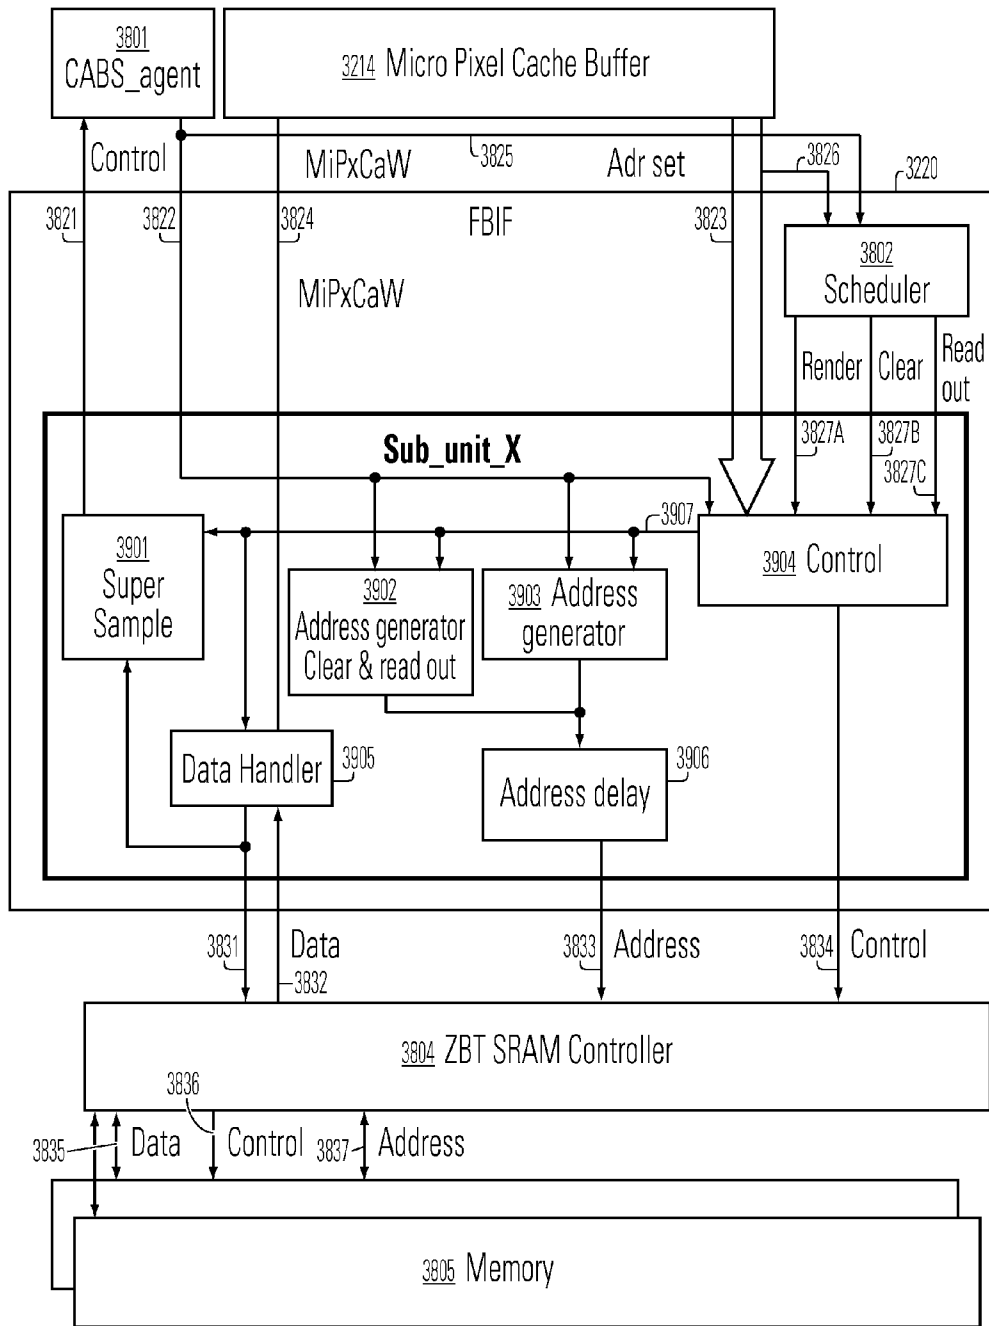 3801
CABS_agent
3214 Micro Pixel Cache Buffer
Control
MiPxCaW
3825
Adr set
3826
3220
3821
3822
3824
FBIF
3823
3802
Scheduler
MiPxCaW
Render
Clear
Read
out
3827A
3827B
3827C
Sub_unit_X
3907
3901
Super
Sample
3902
Address generator
Clear & read out
3903 Address
generator
3904 Control
Data Handler
3905
Address delay
3906
3831
Data
3832
3833
Address
3834
Control
3804 ZBT SRAM Controller
3836
3835
Data
Control
3837
Address
3805 Memory